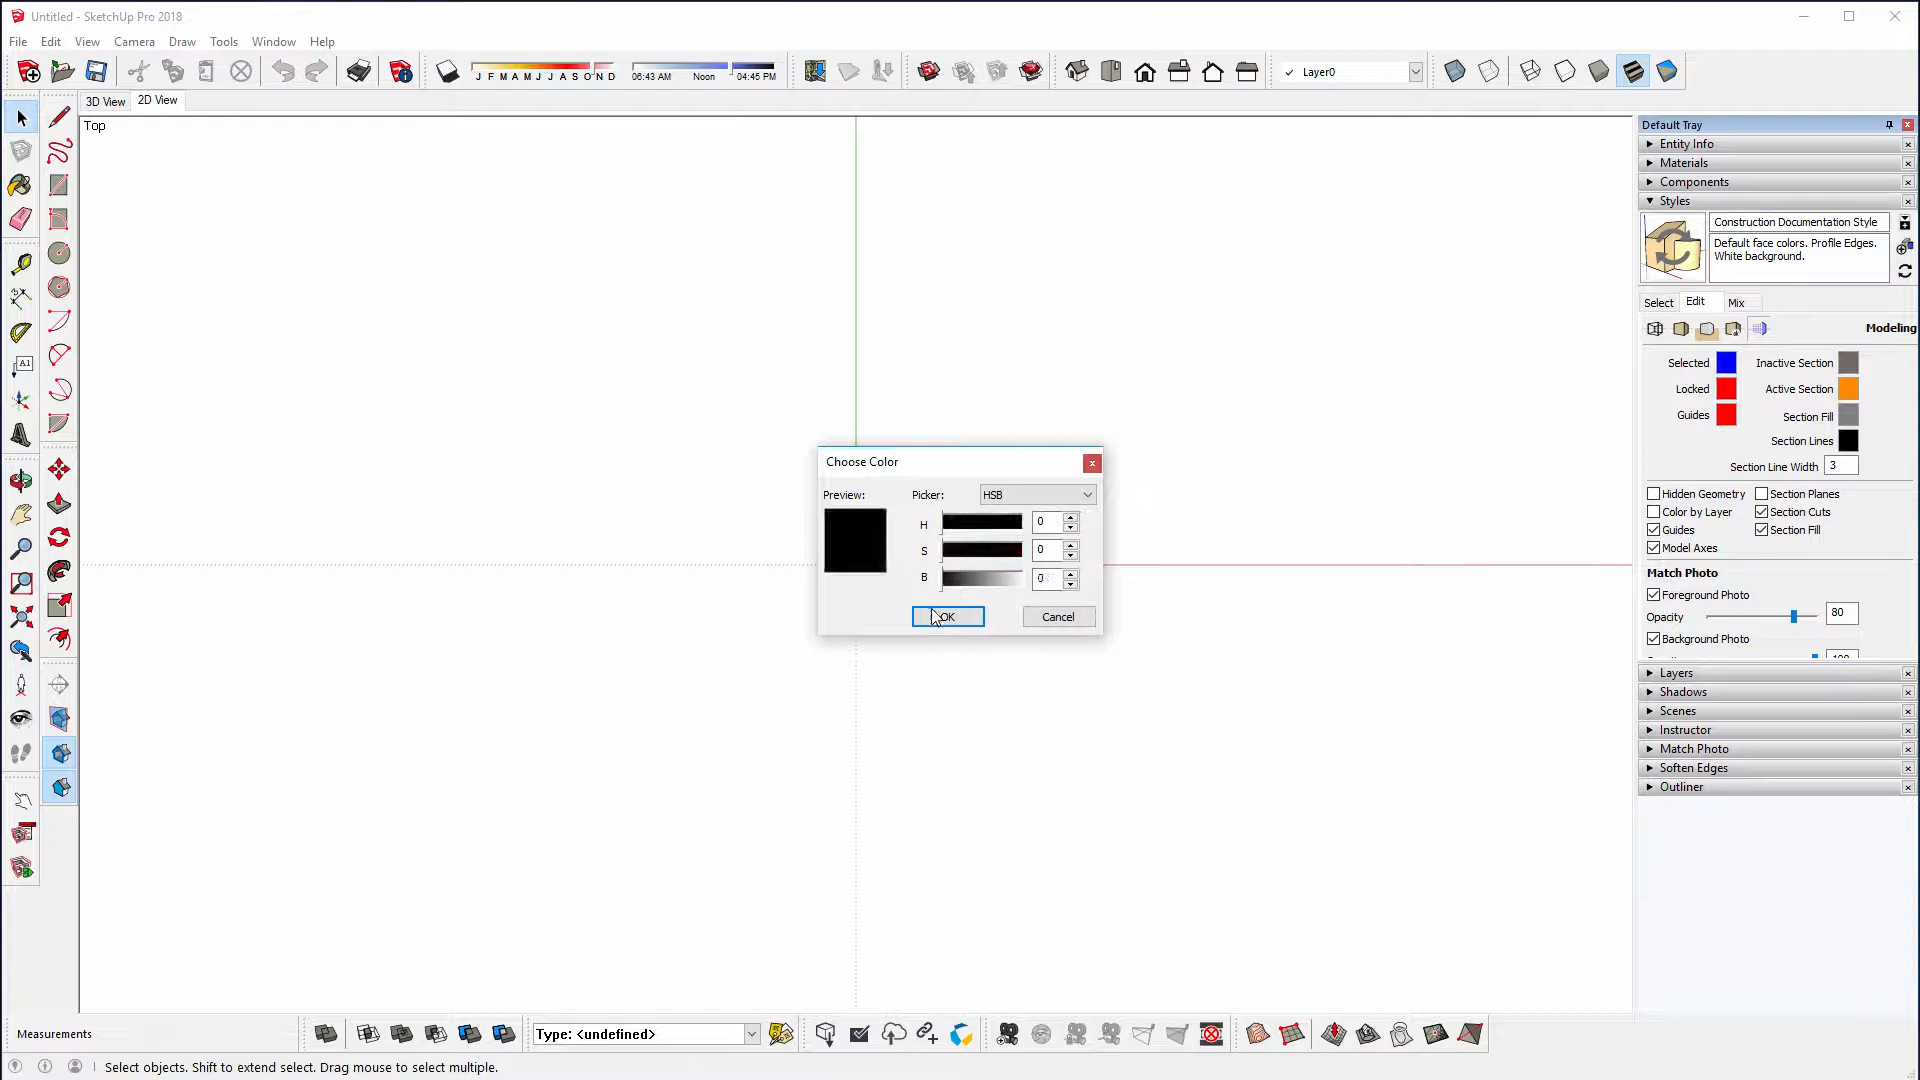 Untitled - SketchUp Pro 2018
File Edit View Camera Draw Tools Window Help
J F M A M J J A S O N D 06:43 AM Noon 04:45 PM Layer0
3D View 2D View
Top
A1
Default Tray
Entity Info
Materials
Components
Styles
Construction Documentation Style
Default face colors. Profile Edges.
White background.
Select Edit Mix
Modeling
Selected Inactive Section
Locked Active Section
Guides Section Fill
Section Lines
Section Line Width 3
Hidden Geometry Section Planes
Color by Layer Section Cuts
Guides Section Fill
Model Axes
Match Photo
Foreground Photo
Opacity 80
Background Photo
Layers
Shadows
Scenes
Instructor
Match Photo
Soften Edges
Outliner
Choose Color
Preview: Picker: HSB
H 0
S 0
B 0
OK Cancel
Measurements Type: <undefined>
Select objects. Shift to extend select. Drag mouse to select multiple.